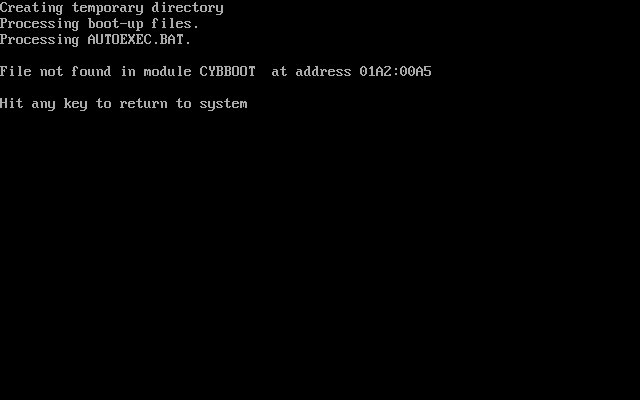 Creating temporary directory
Processing boot-up files.
Processing AUTOEXEC.BAT.
File not found in module CYBBOOT  at address 01A2:00A5
Hit any key to return to system